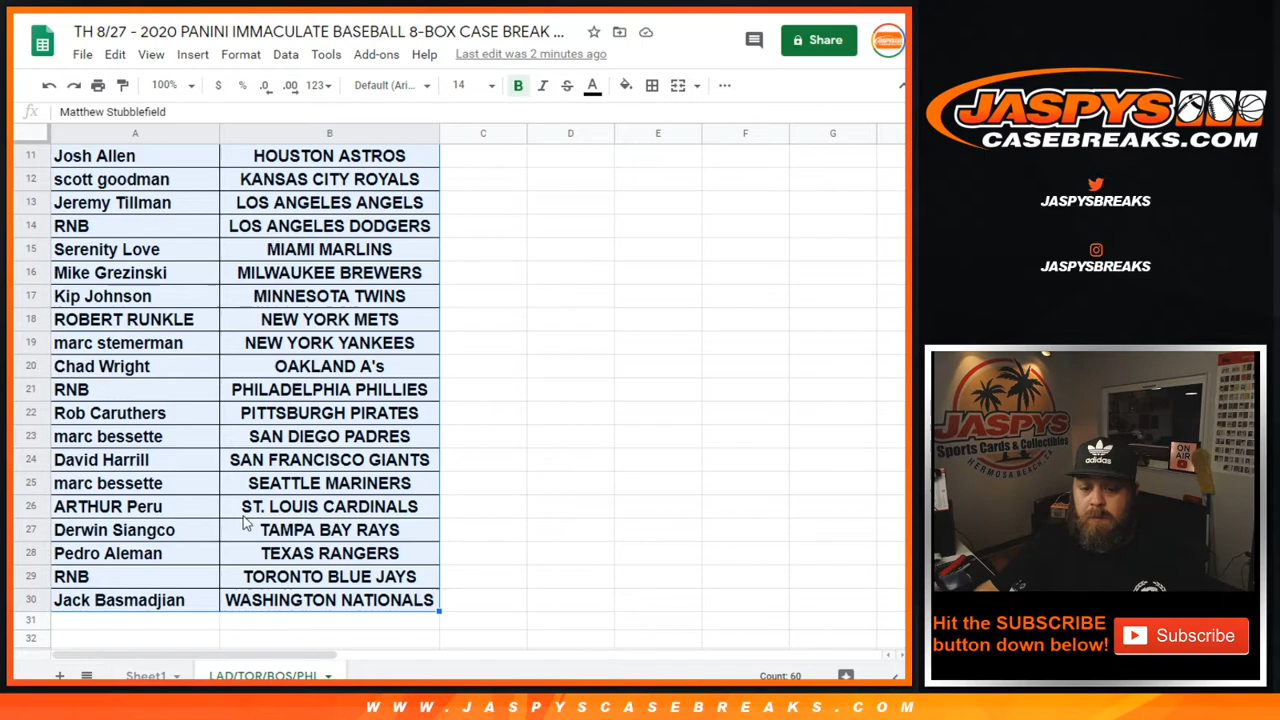 TH 8/27 - 2020 PANINI IMMACULATE BASEBALL 8-BOX CASE BREAK ...
File Edit View Insert Format Data Tools Add-ons Help Last edit was 2 minutes ago
Share
100% $ % .0 .00 123 Default (Ari... 14 B I S A
fx Matthew Stubblefield
A B C D E F G
11 Josh Allen HOUSTON ASTROS
12 scott goodman KANSAS CITY ROYALS
13 Jeremy Tillman LOS ANGELES ANGELS
14 RNB LOS ANGELES DODGERS
15 Serenity Love MIAMI MARLINS
16 Mike Grezinski MILWAUKEE BREWERS
17 Kip Johnson MINNESOTA TWINS
18 ROBERT RUNKLE NEW YORK METS
19 marc stemerman NEW YORK YANKEES
20 Chad Wright OAKLAND A's
21 RNB PHILADELPHIA PHILLIES
22 Rob Caruthers PITTSBURGH PIRATES
23 marc bessette SAN DIEGO PADRES
24 David Harrill SAN FRANCISCO GIANTS
25 marc bessette SEATTLE MARINERS
26 ARTHUR Peru ST. LOUIS CARDINALS
27 Derwin Siangco TAMPA BAY RAYS
28 Pedro Aleman TEXAS RANGERS
29 RNB TORONTO BLUE JAYS
30 Jack Basmadjian WASHINGTON NATIONALS
31
32
Sheet1 LAD/TOR/BOS/PHI Count: 60
JASPYS
CASEBREAKS.COM
JASPYSBREAKS
JASPYSBREAKS
JASPYS
Sports Cards & Collectibles
HERMOSA BEACH
ON AIR
adidas
Hit the SUBSCRIBE
button down below!
Subscribe
WWW.JASPYSCASEBREAKS.COM